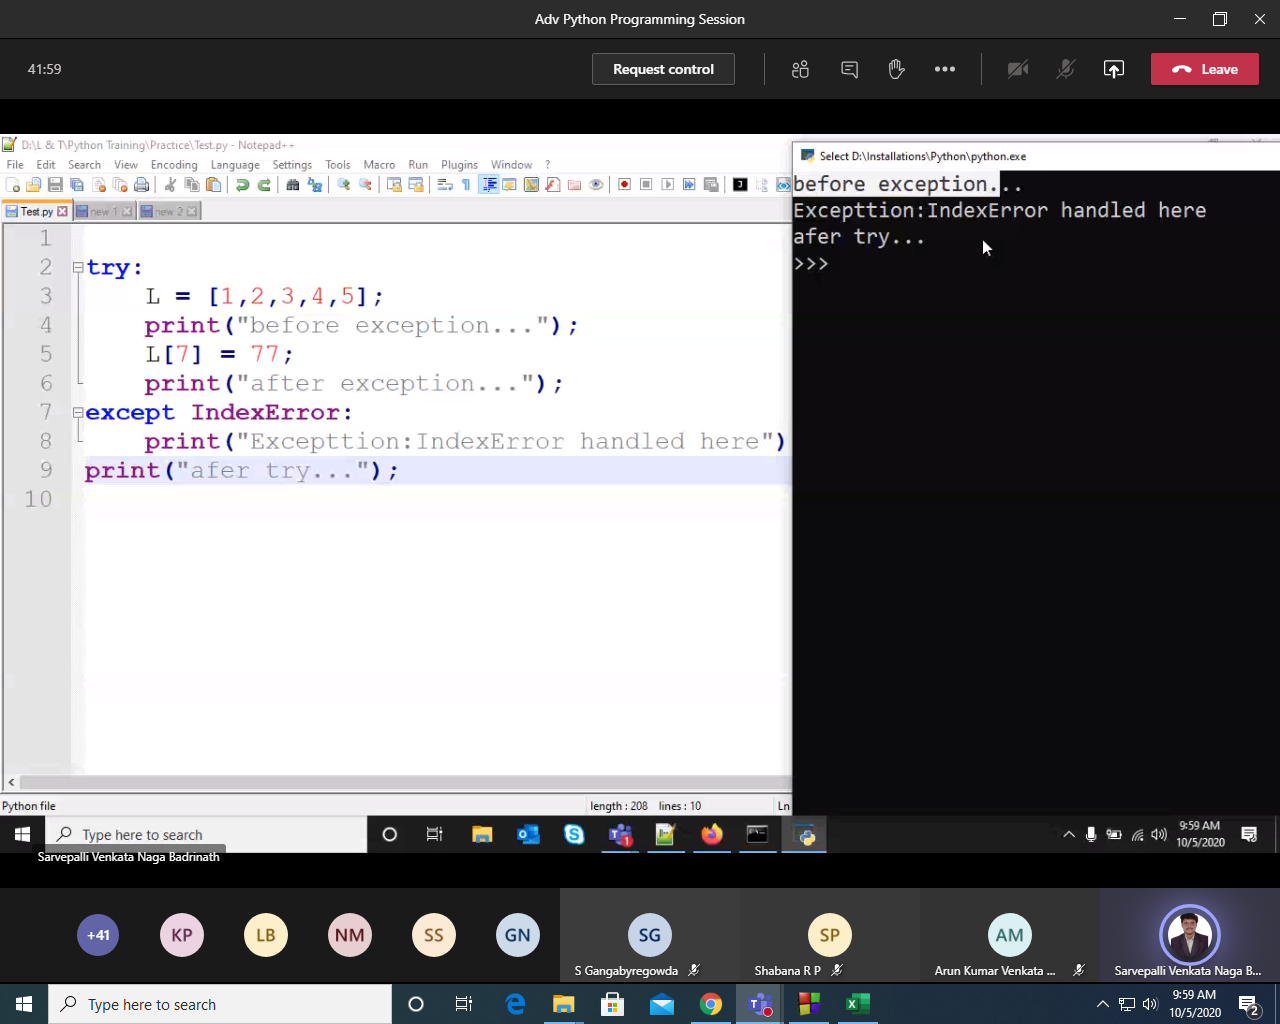 Adv Python Programming Session
41:59
Request control
Leave
D:\L & T\Python Training\Practice\Test.py - Notepad++
File Edit Search View Encoding Language Settings Tools Macro Run Plugins Window ?
Test.py new 1 new 2
1
2 try:
3 L = [1,2,3,4,5];
4 print("before exception...");
5 L[7] = 77;
6 print("after exception...");
7 except IndexError:
8 print("Excepttion:IndexError handled here")
9 print("afer try...");
10
Python file length : 208 lines : 10 Ln
Select D:\Installations\Python\python.exe
before exception...
Excepttion:IndexError handled here
afer try...
>>>
Type here to search
9:59 AM
10/5/2020
Sarvepalli Venkata Naga Badrinath
+41 KP LB NM SS GN SG SP AM
S Gangabyregowda Shabana R P Arun Kumar Venkata ... Sarvepalli Venkata Naga B...
Type here to search
9:59 AM
10/5/2020
2